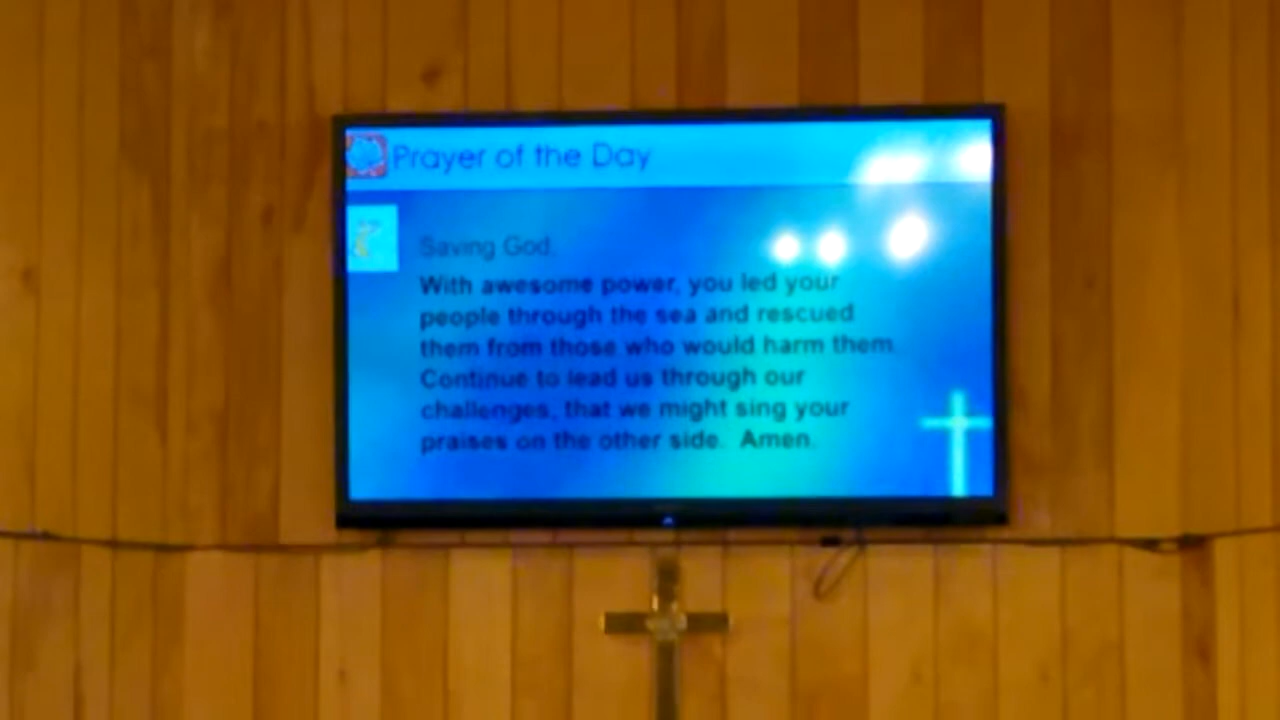 Prayer of the Day
Saving God,
With awesome power, you led your
people through the sea and rescued
them from those who would harm them.
Continue to lead us through our
challenges, that we might sing your
praises on the other side. Amen.